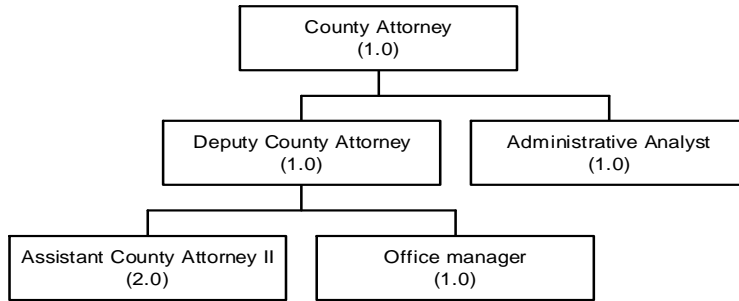 County Attorney
(1.0)
Deputy County Attorney
(1.0)
Administrative Analyst
(1.0)
Assistant County Attorney II
(2.0)
Office manager
(1.0)